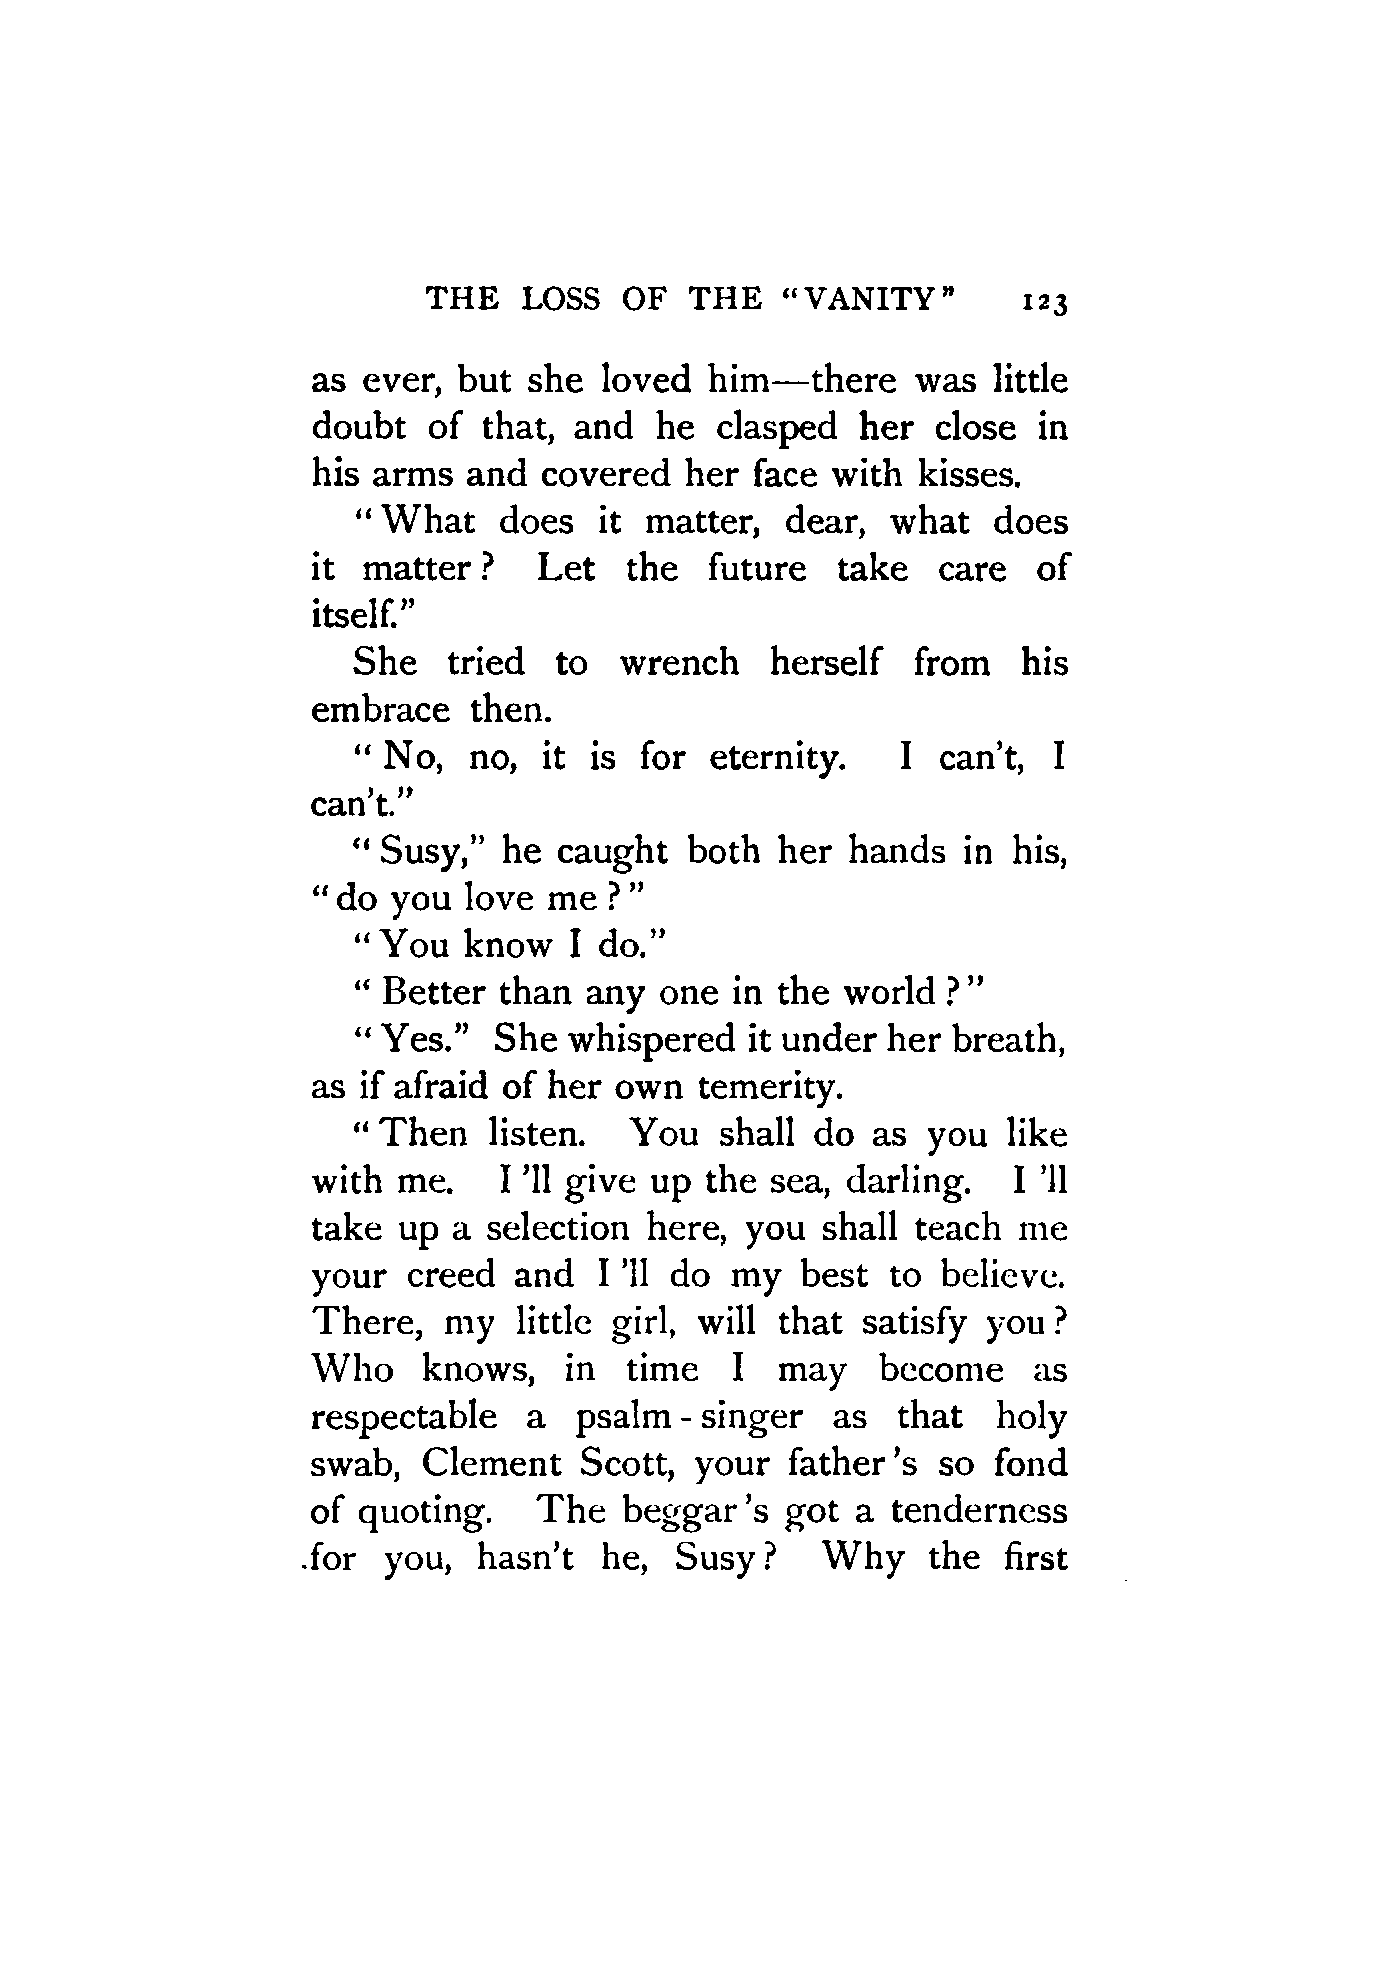 THE LOSS OF THE "VANITY" 123
as ever, but she loved him—there was little
doubt of that, and he clasped her close in
his arms and covered her face with kisses.
"What does it matter, dear, what does
it matter? Let the future take care of
itself."
She tried to wrench herself from his
embrace then.
"No, no, it is for eternity. I can't, I
can't."
"Susy," he caught both her hands in his,
"do you love me?"
"You know I do."
"Better than any one in the world?"
"Yes." She whispered it under her breath,
as if afraid of her own temerity.
"Then listen. You shall do as you like
with me. I'll give up the sea, darling. I'll
take up a selection here, you shall teach me
your creed and I'll do my best to believe.
There, my little girl, will that satisfy you?
Who knows, in time I may become as
respectable a psalm-singer as that holy
swab, Clement Scott, your father's so fond
of quoting. The beggar's got a tenderness
for you, hasn't he, Susy? Why the first